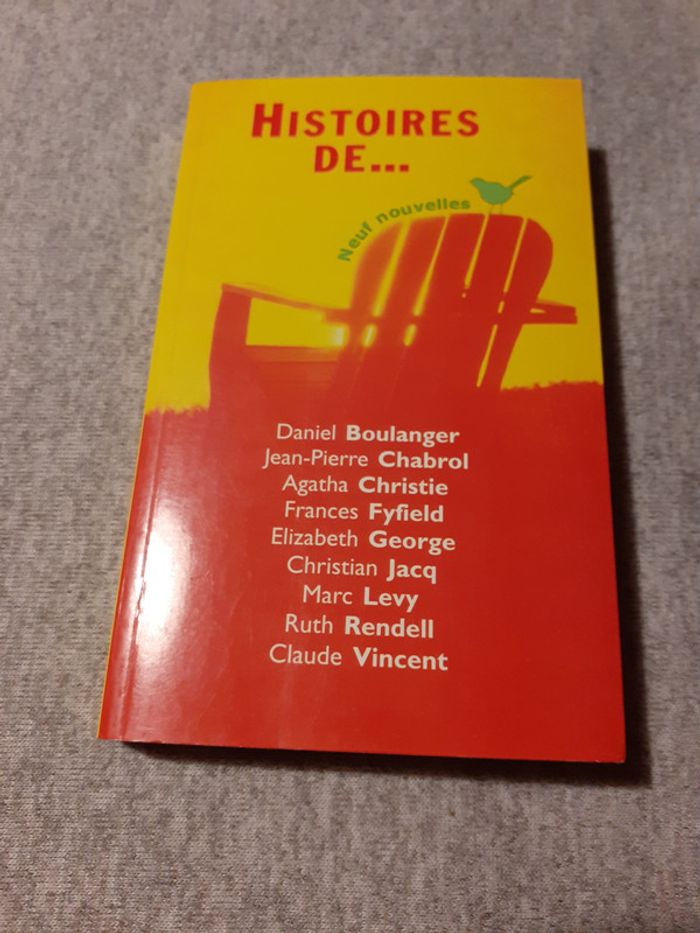 HISTOIRES
DE...
Neuf nouvelles
Daniel Boulanger
Jean-Pierre Chabrol
Agatha Christie
Frances Fyfield
Elizabeth George
Christian Jacq
Marc Levy
Ruth Rendell
Claude Vincent